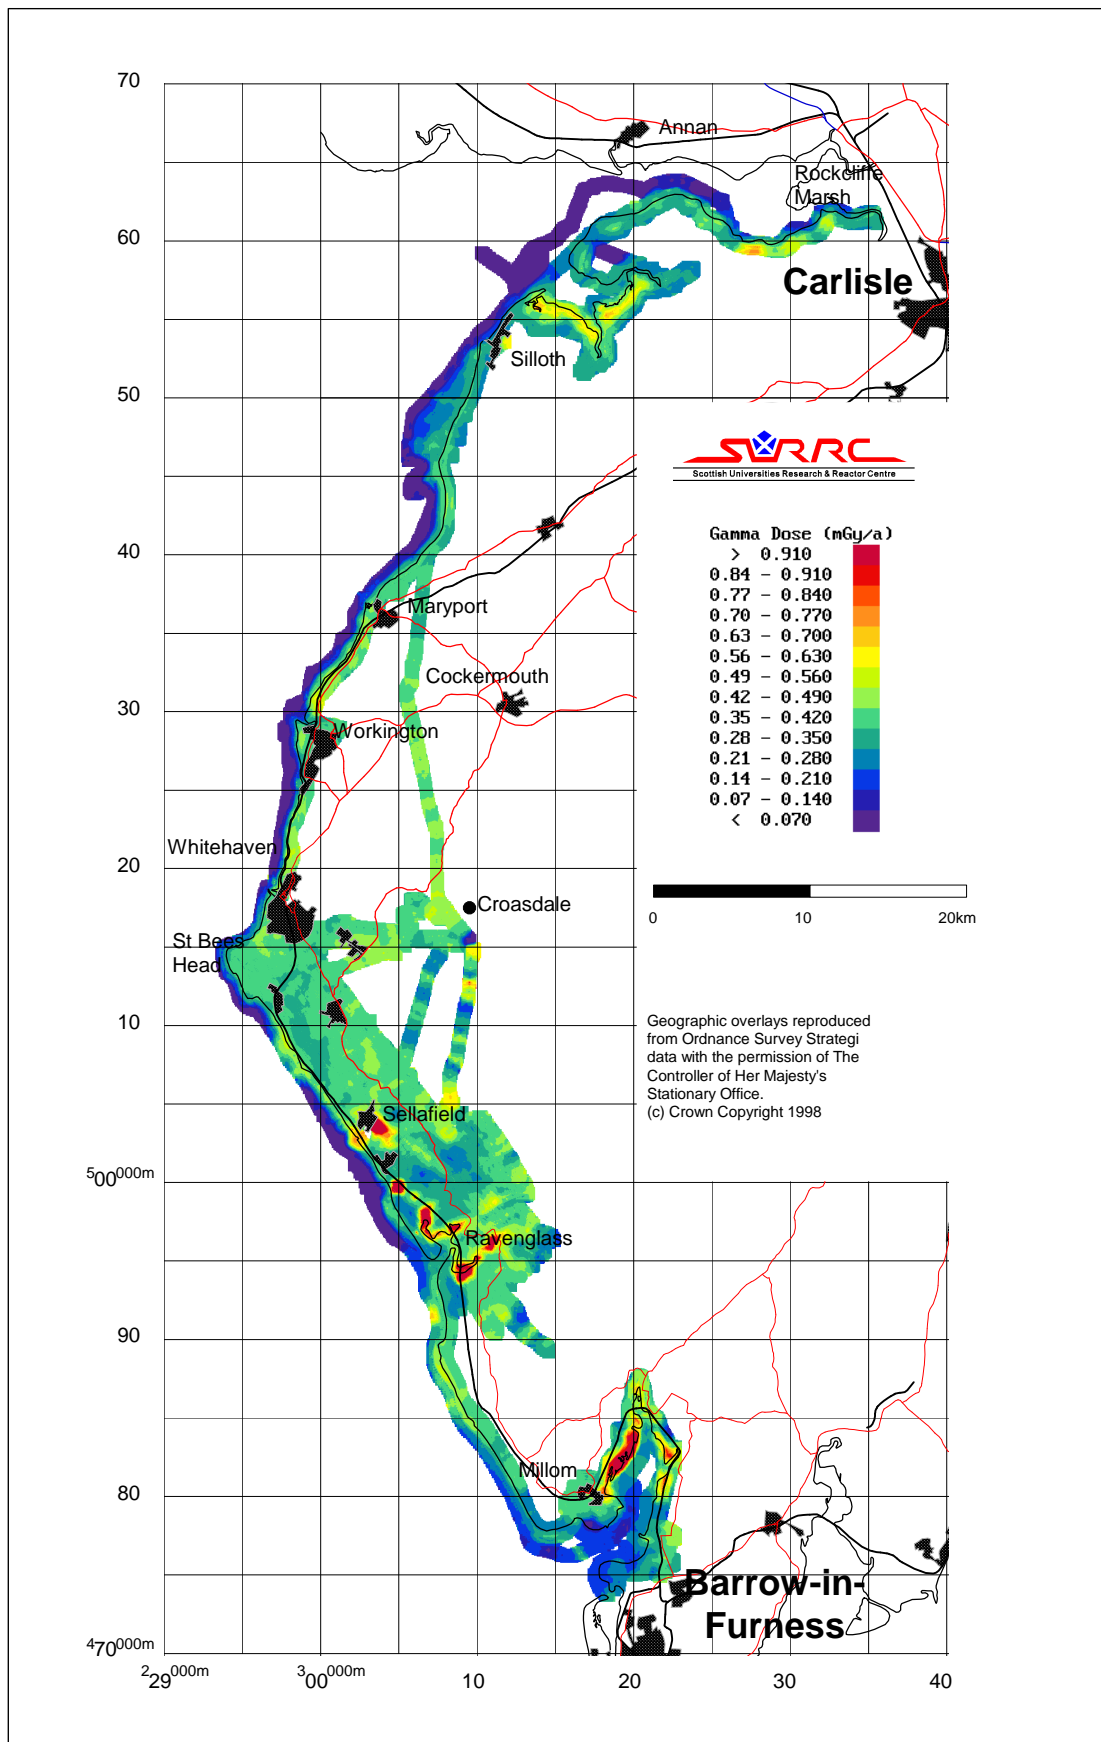 70
Annan
Rockcliffe
Marsh
60
Carlisle
Silloth
50
SURRC
Scottish Universities Research & Reactor Centre
Gamma Dose (mGy/a)
> 0.910
0.84 - 0.910
0.77 - 0.840
0.70 - 0.770
0.63 - 0.700
0.56 - 0.630
0.49 - 0.560
0.42 - 0.490
0.35 - 0.420
0.28 - 0.350
0.21 - 0.280
0.14 - 0.210
0.07 - 0.140
< 0.070
40
Maryport
Cockermouth
30
Workington
Whitehaven
20
0 10 20km
Croasdale
St Bees
Head
10
Geographic overlays reproduced
from Ordnance Survey Strategi
data with the permission of The
Controller of Her Majesty's
Stationary Office.
(c) Crown Copyright 1998
Sellafield
500000m
Ravenglass
90
Millom
80
Barrow-in-
Furness
470000m
229000m 300000m 10 20 30 40